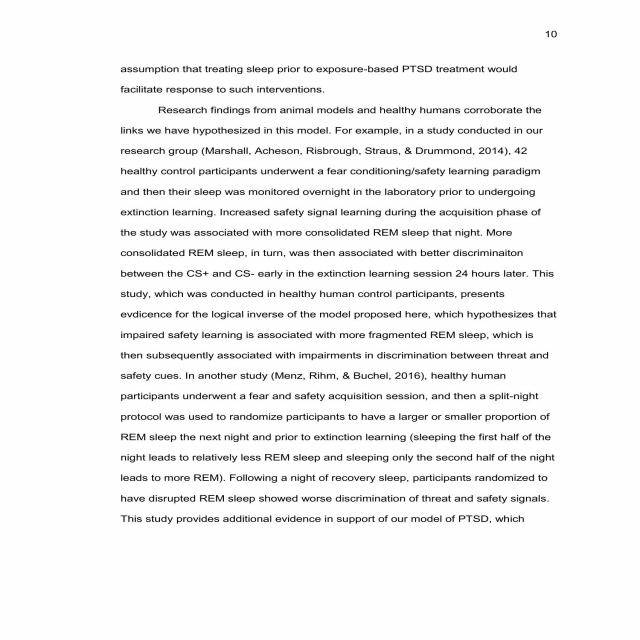 10
assumption that treating sleep prior to exposure-based PTSD treatment would
facilitate response to such interventions.
Research findings from animal models and healthy humans corroborate the
links we have hypothesized in this model. For example, in a study conducted in our
research group (Marshall, Acheson, Risbrough, Straus, & Drummond, 2014), 42
healthy control participants underwent a fear conditioning/safety learning paradigm
and then their sleep was monitored overnight in the laboratory prior to undergoing
extinction learning. Increased safety signal learning during the acquisition phase of
the study was associated with more consolidated REM sleep that night. More
consolidated REM sleep, in turn, was then associated with better discriminaiton
between the CS+ and CS- early in the extinction learning session 24 hours later. This
study, which was conducted in healthy human control participants, presents
evdicence for the logical inverse of the model proposed here, which hypothesizes that
impaired safety learning is associated with more fragmented REM sleep, which is
then subsequently associated with impairments in discrimination between threat and
safety cues. In another study (Menz, Rihm, & Buchel, 2016), healthy human
participants underwent a fear and safety acquisition session, and then a split-night
protocol was used to randomize participants to have a larger or smaller proportion of
REM sleep the next night and prior to extinction learning (sleeping the first half of the
night leads to relatively less REM sleep and sleeping only the second half of the night
leads to more REM). Following a night of recovery sleep, participants randomized to
have disrupted REM sleep showed worse discrimination of threat and safety signals.
This study provides additional evidence in support of our model of PTSD, which